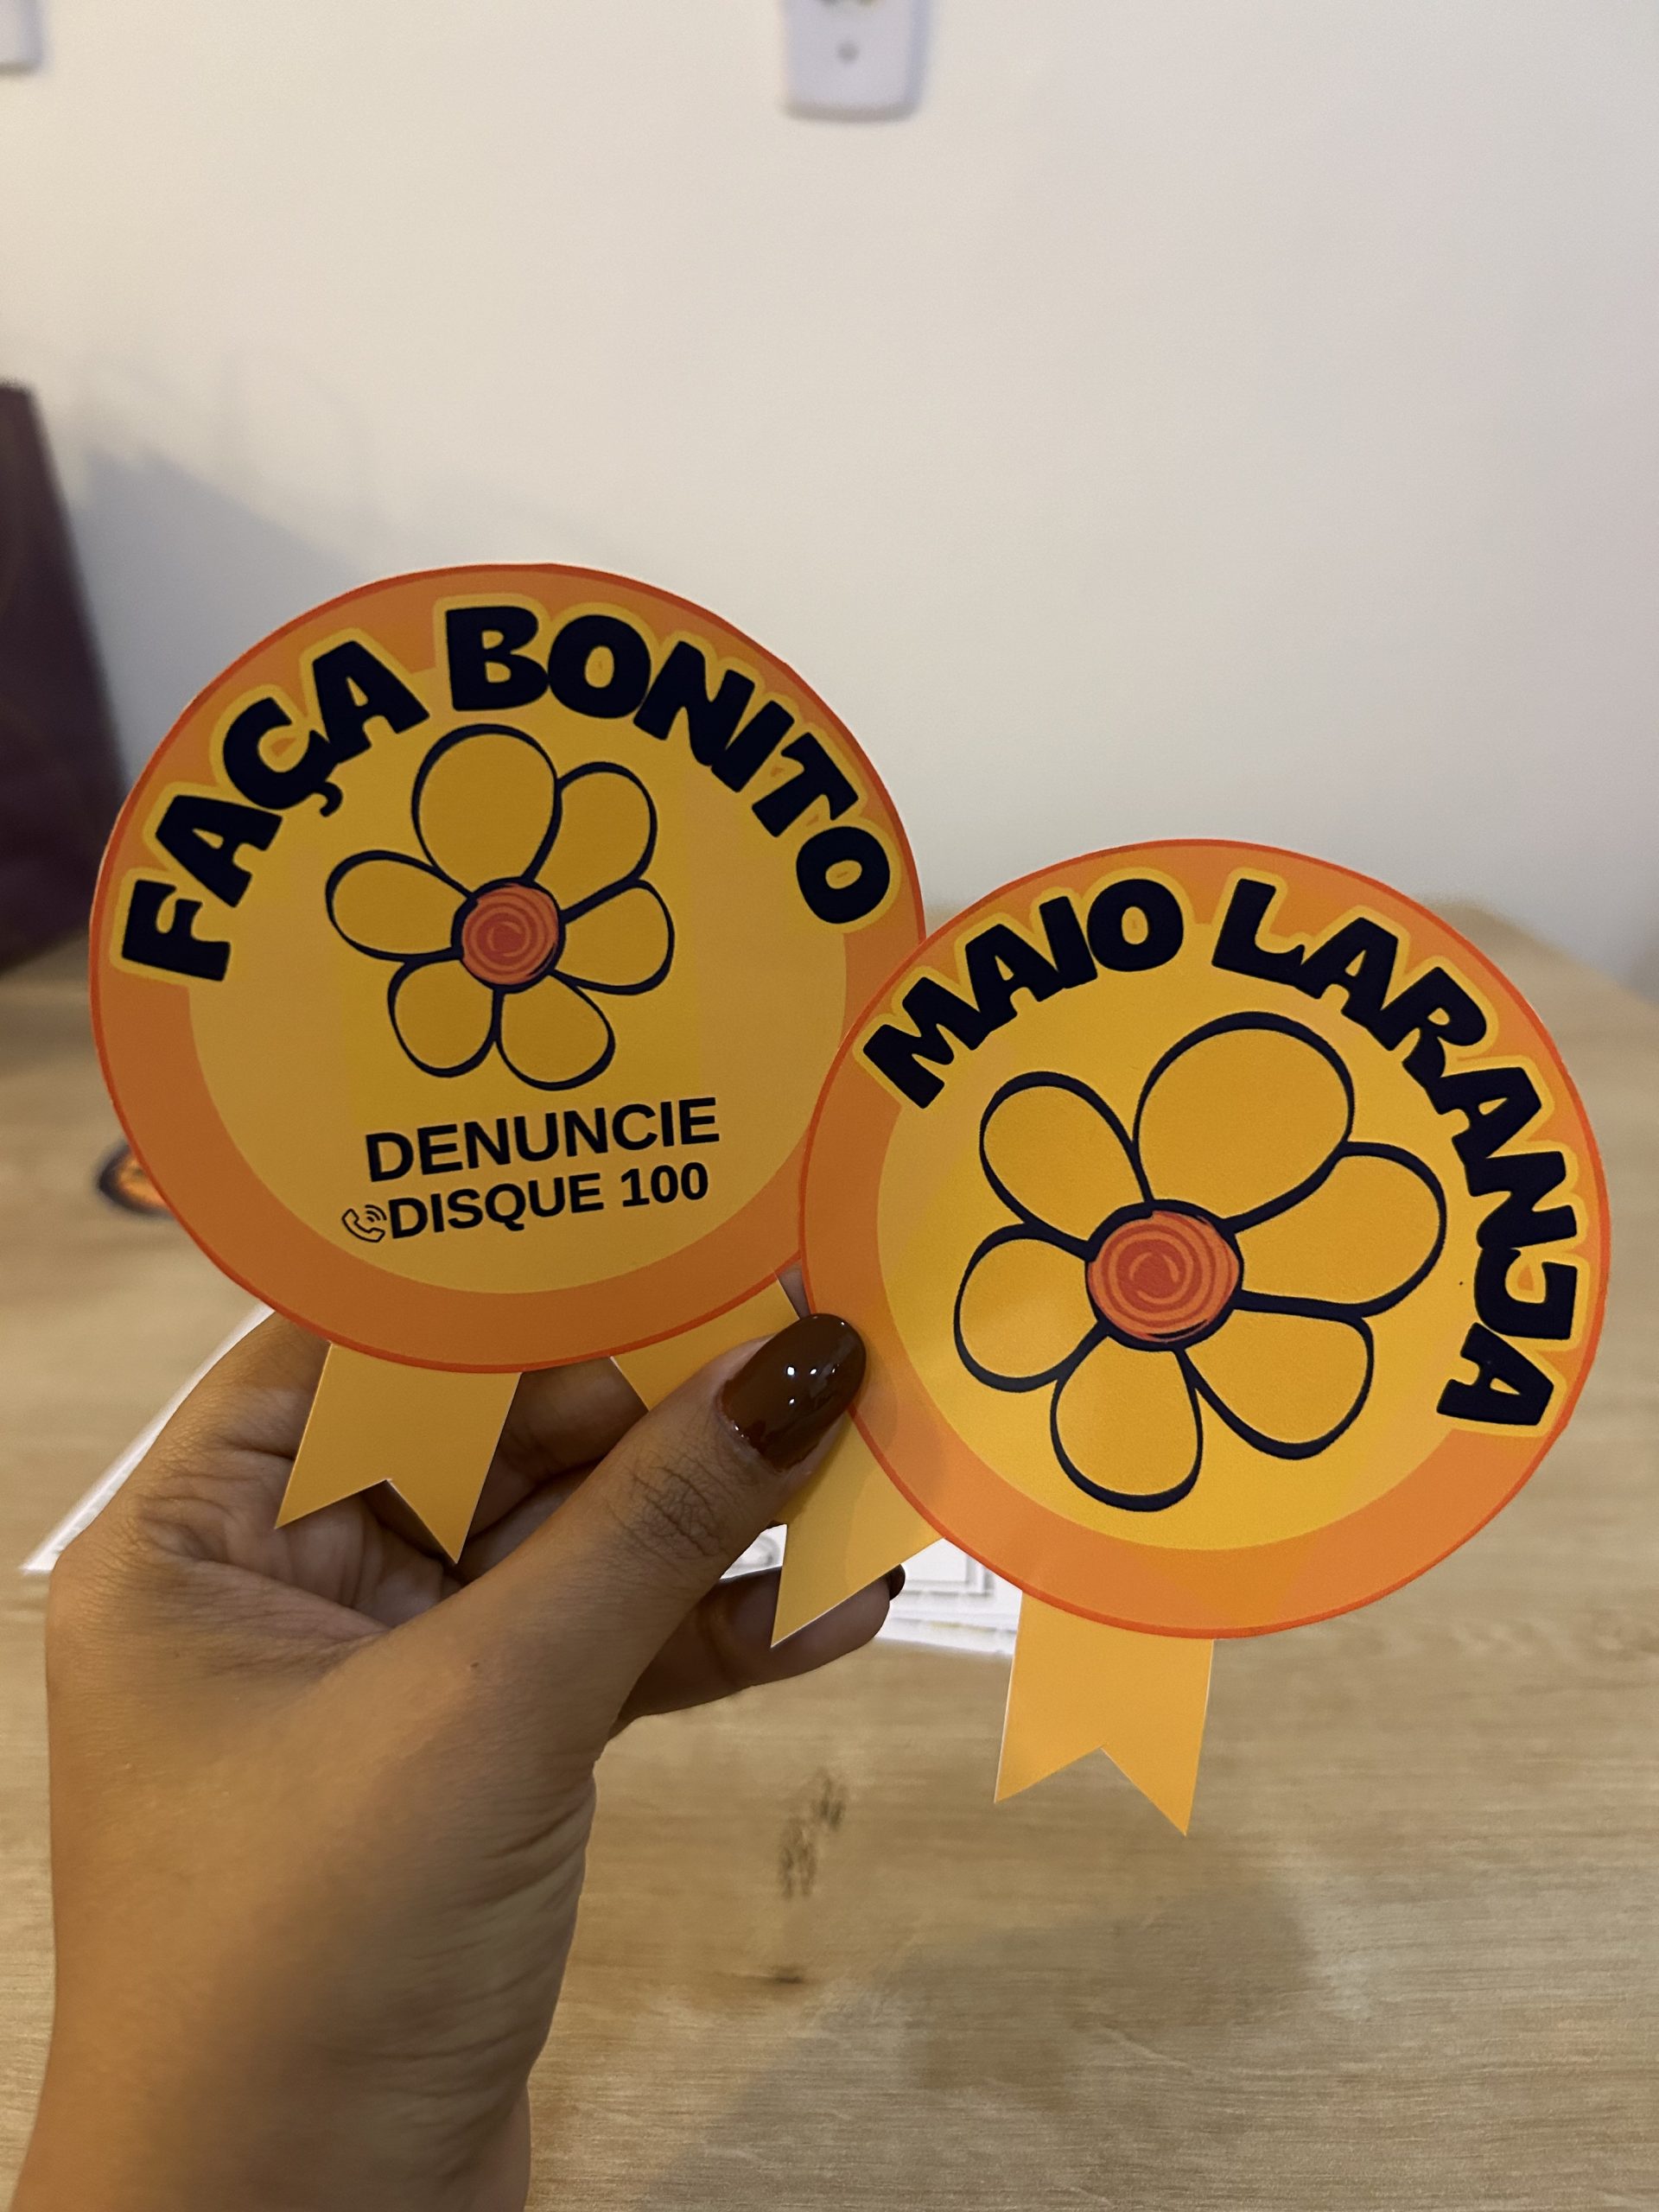 FAÇA BONITO
DENUNCIE
DISQUE 100
MAIO LARANJA